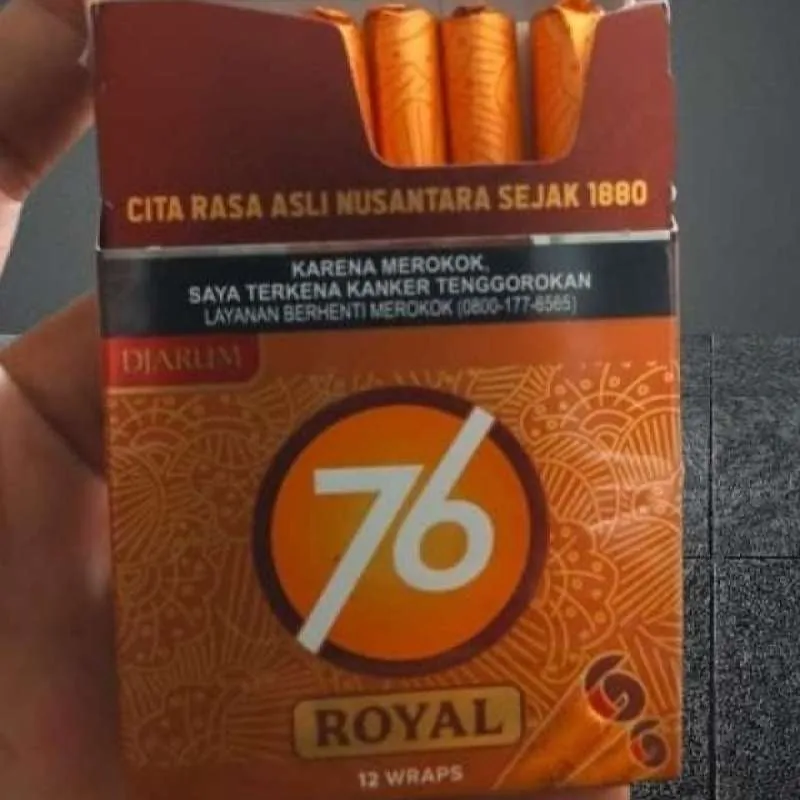 CITA RASA ASLI NUSANTARA SEJAK 1880
KARENA MEROKOK,
SAYA TERKENA KANKER TENGGOROKAN
LAYANAN BERHENTI MEROKOK (0800-177-6565)
DJARUM
76
ROYAL
12 WRAPS